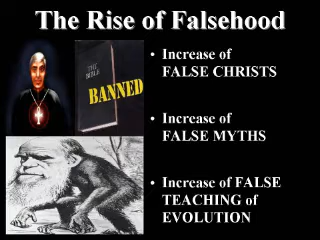 The Rise of Falsehood
• Increase of
FALSE CHRISTS
• Increase of
FALSE MYTHS
• Increase of FALSE
TEACHING of
EVOLUTION
THE
BIBLE
BANNED